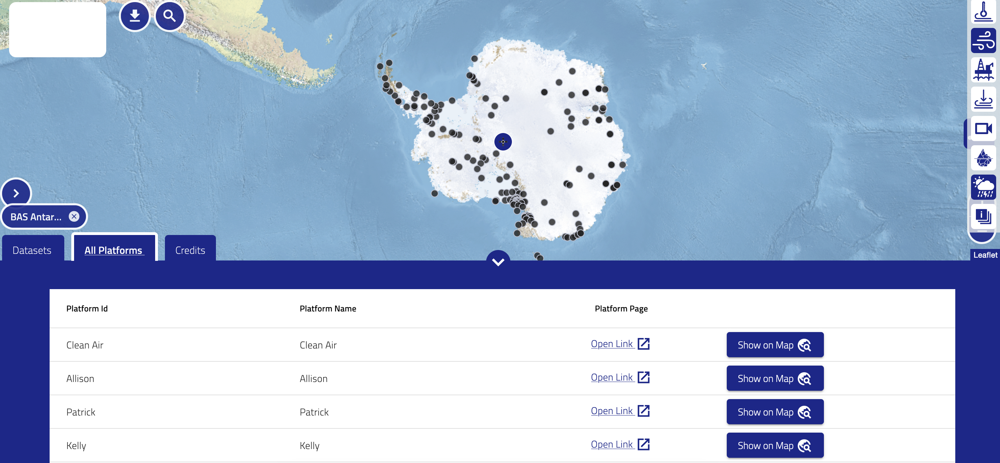 BAS Antar...
Datasets
All Platforms
Credits
Leaflet
Platform Id
Platform Name
Platform Page
Clean Air
Clean Air
Open Link
Show on Map
Allison
Allison
Open Link
Show on Map
Patrick
Patrick
Open Link
Show on Map
Kelly
Kelly
Open Link
Show on Map